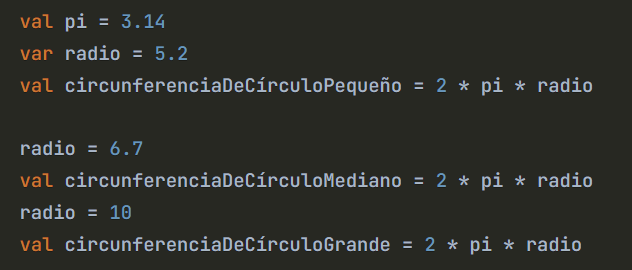 val pi = 3.14
var radio = 5.2
val circunferenciaDeCírculoPequeño = 2 * pi * radio
radio = 6.7
val circunferenciaDeCírculoMediano = 2 * pi * radio
radio = 10
val circunferenciaDeCírculoGrande = 2 * pi * radio